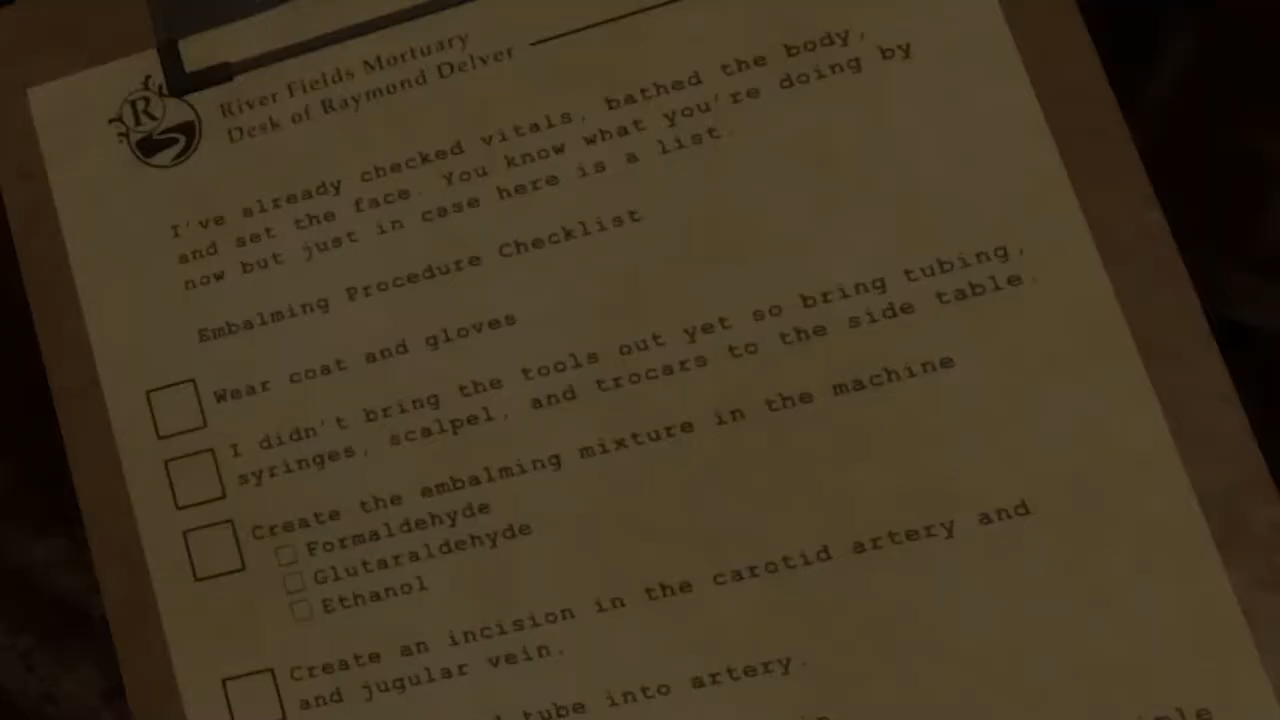 R
River Fields Mortuary
Desk of Raymond Delver
I've already checked vitals, bathed the body,
and set the face. You know what you're doing by
now but just in case here is a list.
Embalming Procedure Checklist
Wear coat and gloves
I didn't bring the tools out yet so bring tubing,
syringes, scalpel, and trocars to the side table.
Create the embalming mixture in the machine
Formaldehyde
Glutaraldehyde
Ethanol
Create an incision in the carotid artery and
and jugular vein.
tube into artery.